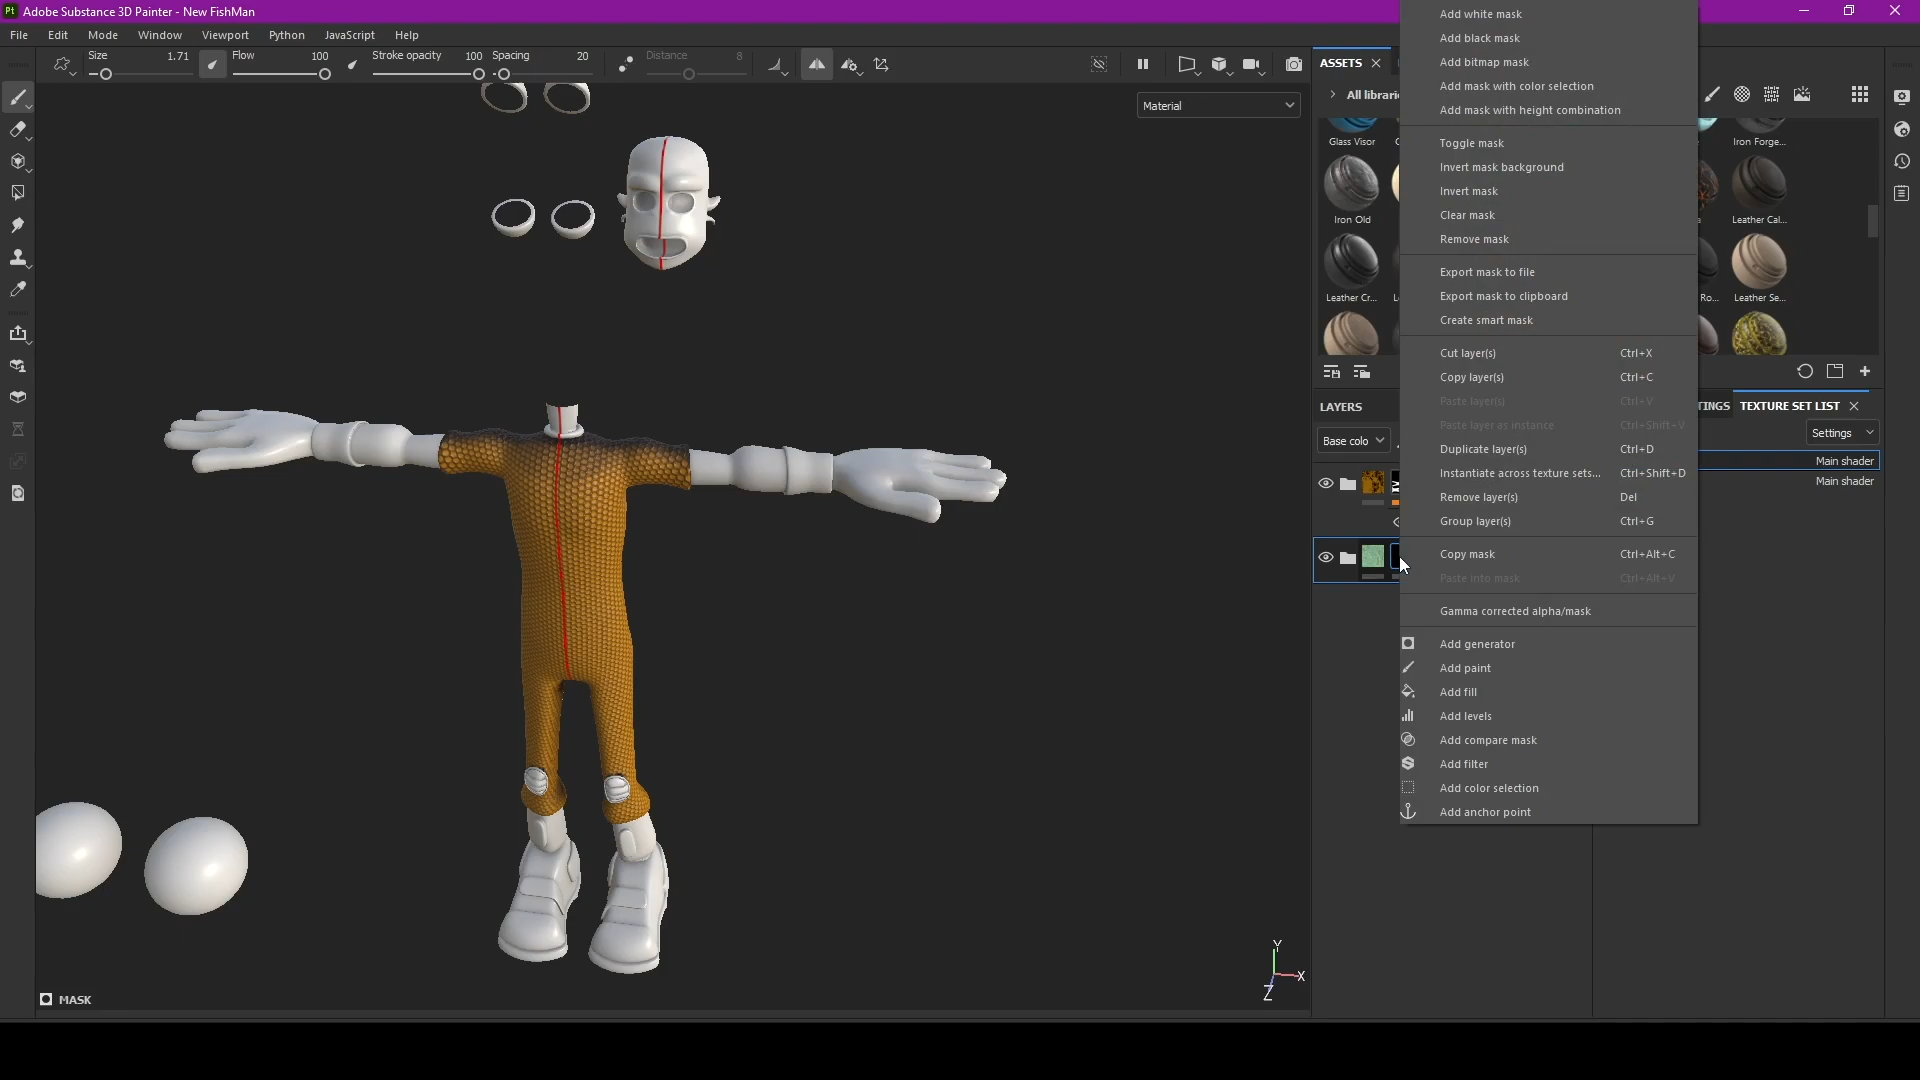 Pt Adobe Substance 3D Painter - New FishMan
File Edit Mode Window Viewport Python JavaScript Help
Size 1.71 Flow 100 Stroke opacity 100 Spacing 20 Distance 8
Material
MASK
Y
X
Z
ASSETS
All librari
Glass Visor
Iron Forge...
Iron Old
Leather Cal...
Leather Cr...
Ro...
Leather Se...
LAYERS
TINGS TEXTURE SET LIST
Base colo
Settings
Main shader
Main shader
Add white mask
Add black mask
Add bitmap mask
Add mask with color selection
Add mask with height combination
Toggle mask
Invert mask background
Invert mask
Clear mask
Remove mask
Export mask to file
Export mask to clipboard
Create smart mask
Cut layer(s) Ctrl+X
Copy layer(s) Ctrl+C
Paste layer(s) Ctrl+V
Paste layer as instance Ctrl+Shift+V
Duplicate layer(s) Ctrl+D
Instantiate across texture sets... Ctrl+Shift+D
Remove layer(s) Del
Group layer(s) Ctrl+G
Copy mask Ctrl+Alt+C
Paste into mask Ctrl+Alt+V
Gamma corrected alpha/mask
Add generator
Add paint
Add fill
Add levels
Add compare mask
Add filter
Add color selection
Add anchor point